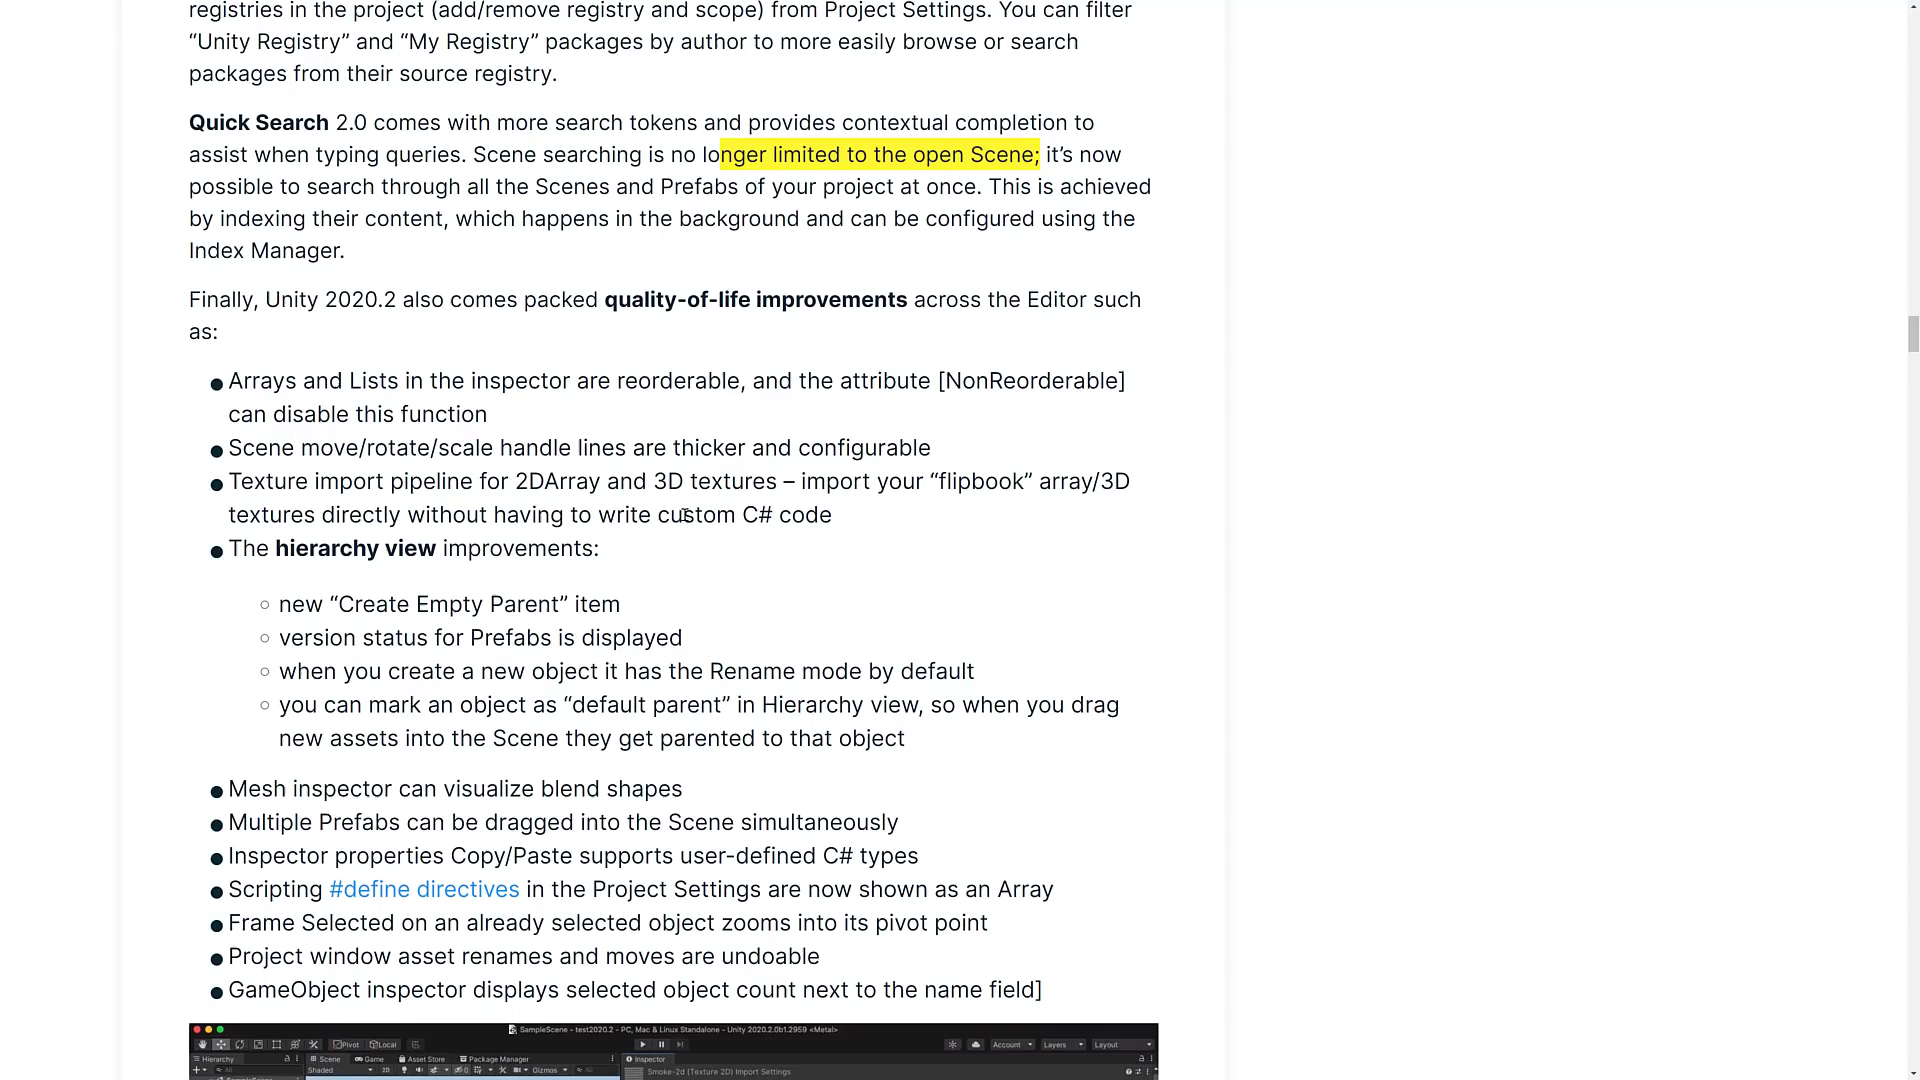 registries in the project (add/remove registry and scope) from Project Settings. You can filter
“Unity Registry” and “My Registry” packages by author to more easily browse or search
packages from their source registry.
Quick Search 2.0 comes with more search tokens and provides contextual completion to
assist when typing queries. Scene searching is no longer limited to the open Scene; it’s now
possible to search through all the Scenes and Prefabs of your project at once. This is achieved
by indexing their content, which happens in the background and can be configured using the
Index Manager.
Finally, Unity 2020.2 also comes packed quality-of-life improvements across the Editor such
as:
Arrays and Lists in the inspector are reorderable, and the attribute [NonReorderable]
can disable this function
Scene move/rotate/scale handle lines are thicker and configurable
Texture import pipeline for 2DArray and 3D textures – import your “flipbook” array/3D
textures directly without having to write custom C# code
The hierarchy view improvements:
new “Create Empty Parent” item
version status for Prefabs is displayed
when you create a new object it has the Rename mode by default
you can mark an object as “default parent” in Hierarchy view, so when you drag
new assets into the Scene they get parented to that object
Mesh inspector can visualize blend shapes
Multiple Prefabs can be dragged into the Scene simultaneously
Inspector properties Copy/Paste supports user-defined C# types
Scripting #define directives in the Project Settings are now shown as an Array
Frame Selected on an already selected object zooms into its pivot point
Project window asset renames and moves are undoable
GameObject inspector displays selected object count next to the name field]
SampleScene - test2020.2 - PC, Mac & Linux Standalone - Unity 2020.2.0b1.2959 <Metal>
Pivot Local Account Layers Layout
Hierarchy Scene Game Asset Store Package Manager Inspector
All Shaded 2D Gizmos All Smoke-2d (Texture 2D) Import Settings